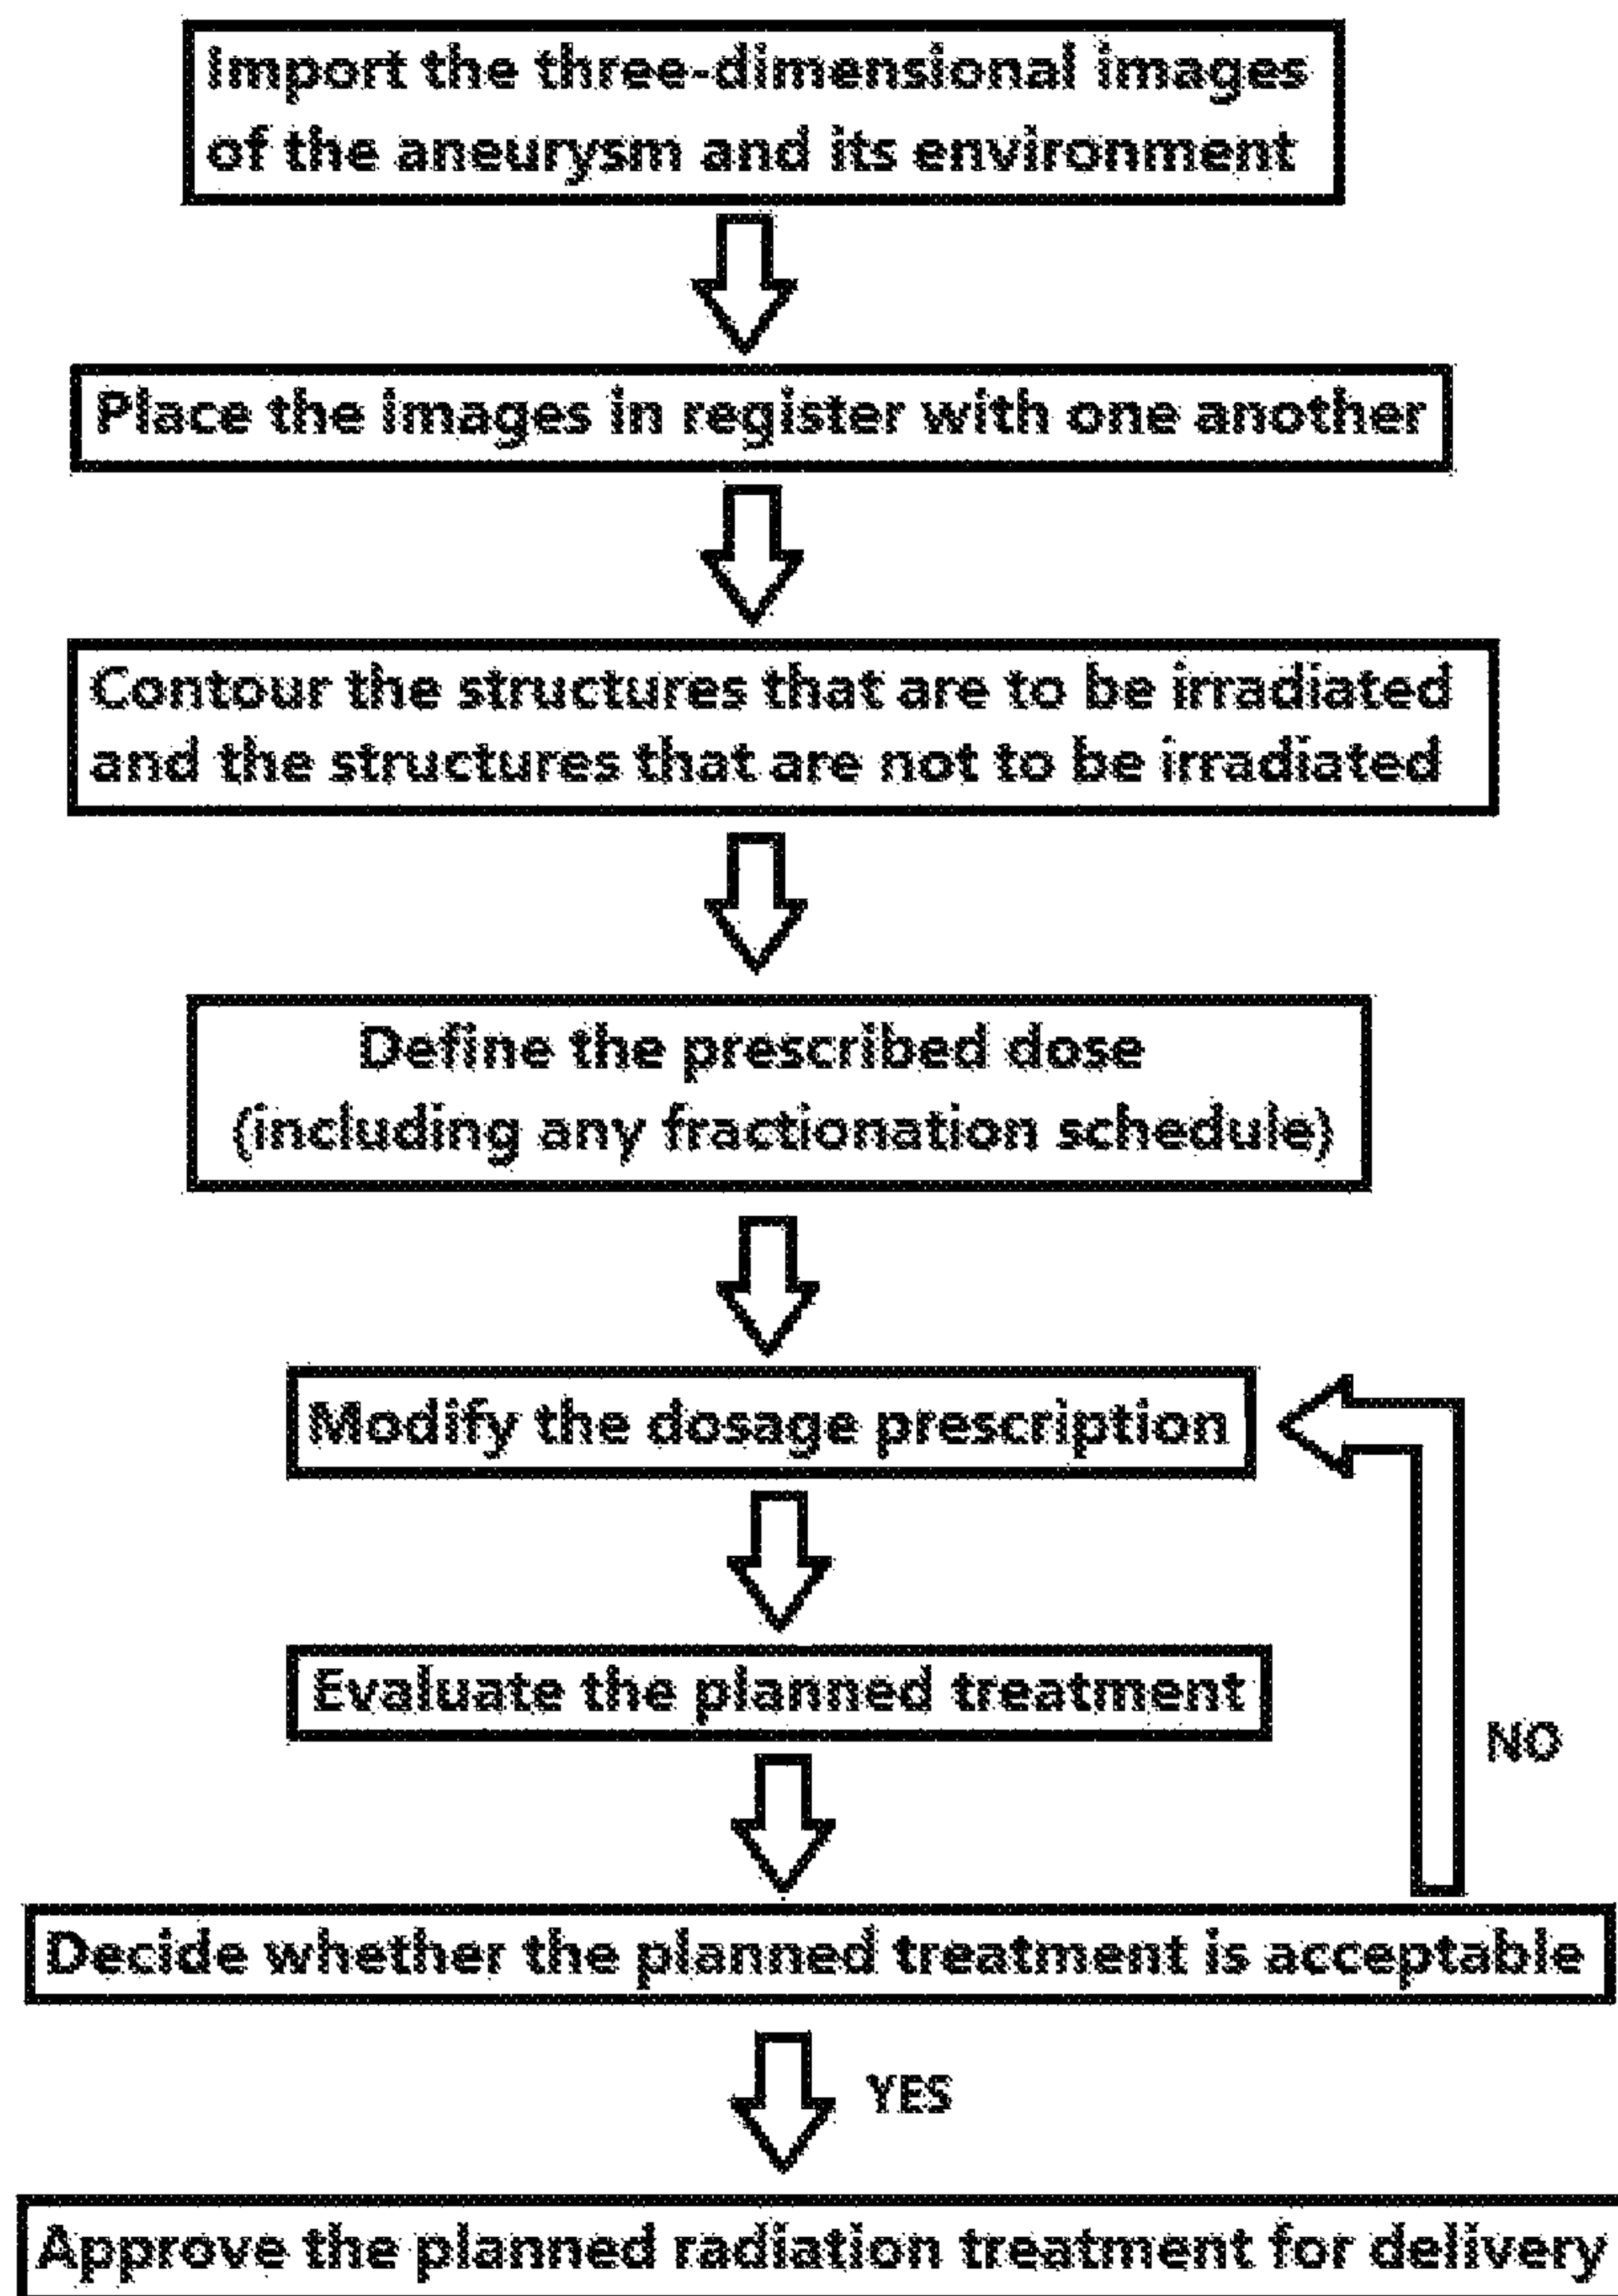 Import the three-dimensional images
of the aneurysm and its environment
Place the images in register with one another
Contour the structures that are to be irradiated
and the structures that are not to be irradiated
Define the prescribed dose
(including any fractionation schedule)
Modify the dosage prescription
Evaluate the planned treatment
NO
Decide whether the planned treatment is acceptable
YES
Approve the planned radiation treatment for delivery